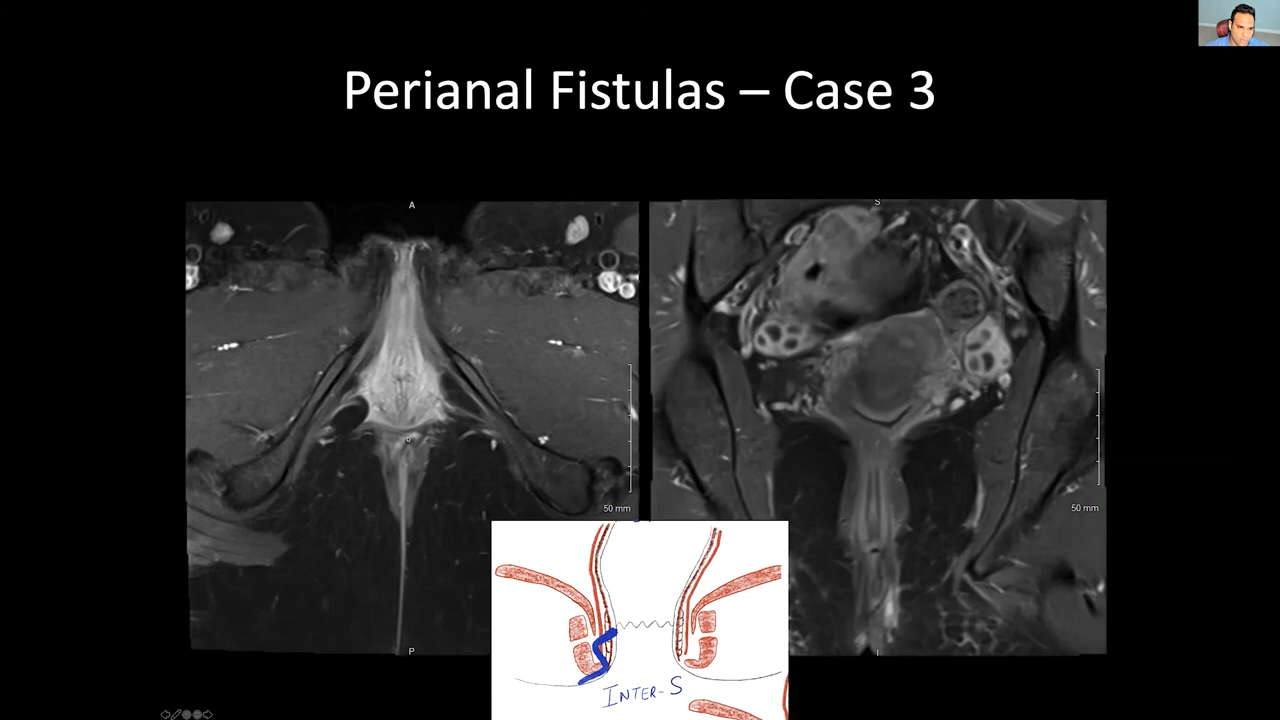 Perianal Fistulas – Case 3
A
S
50 mm
50 mm
P
INTER-S